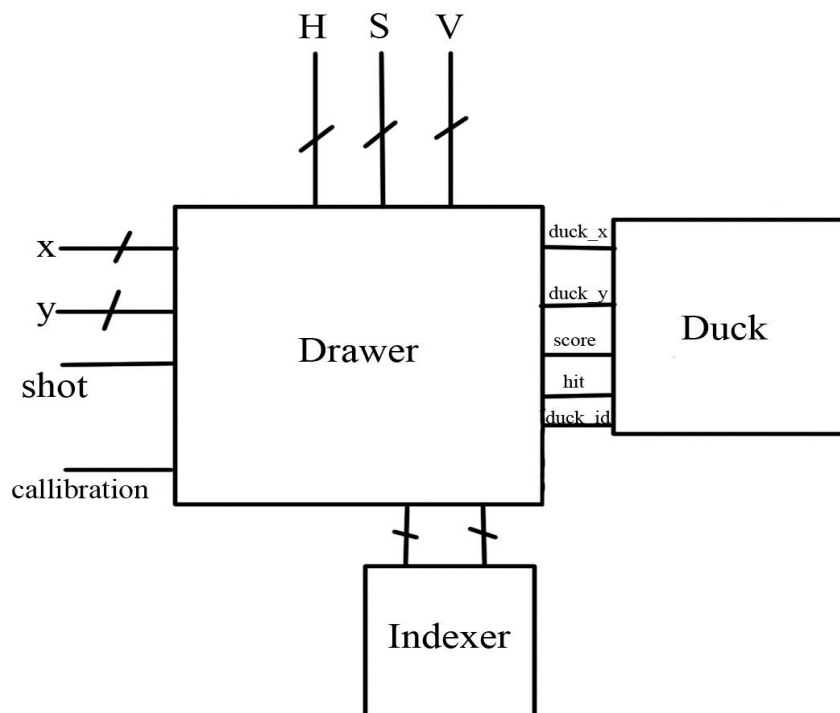 H S V
x
y
shot
callibration
Drawer
duck_x
duck_y
score
hit
duck_id
Duck
Indexer